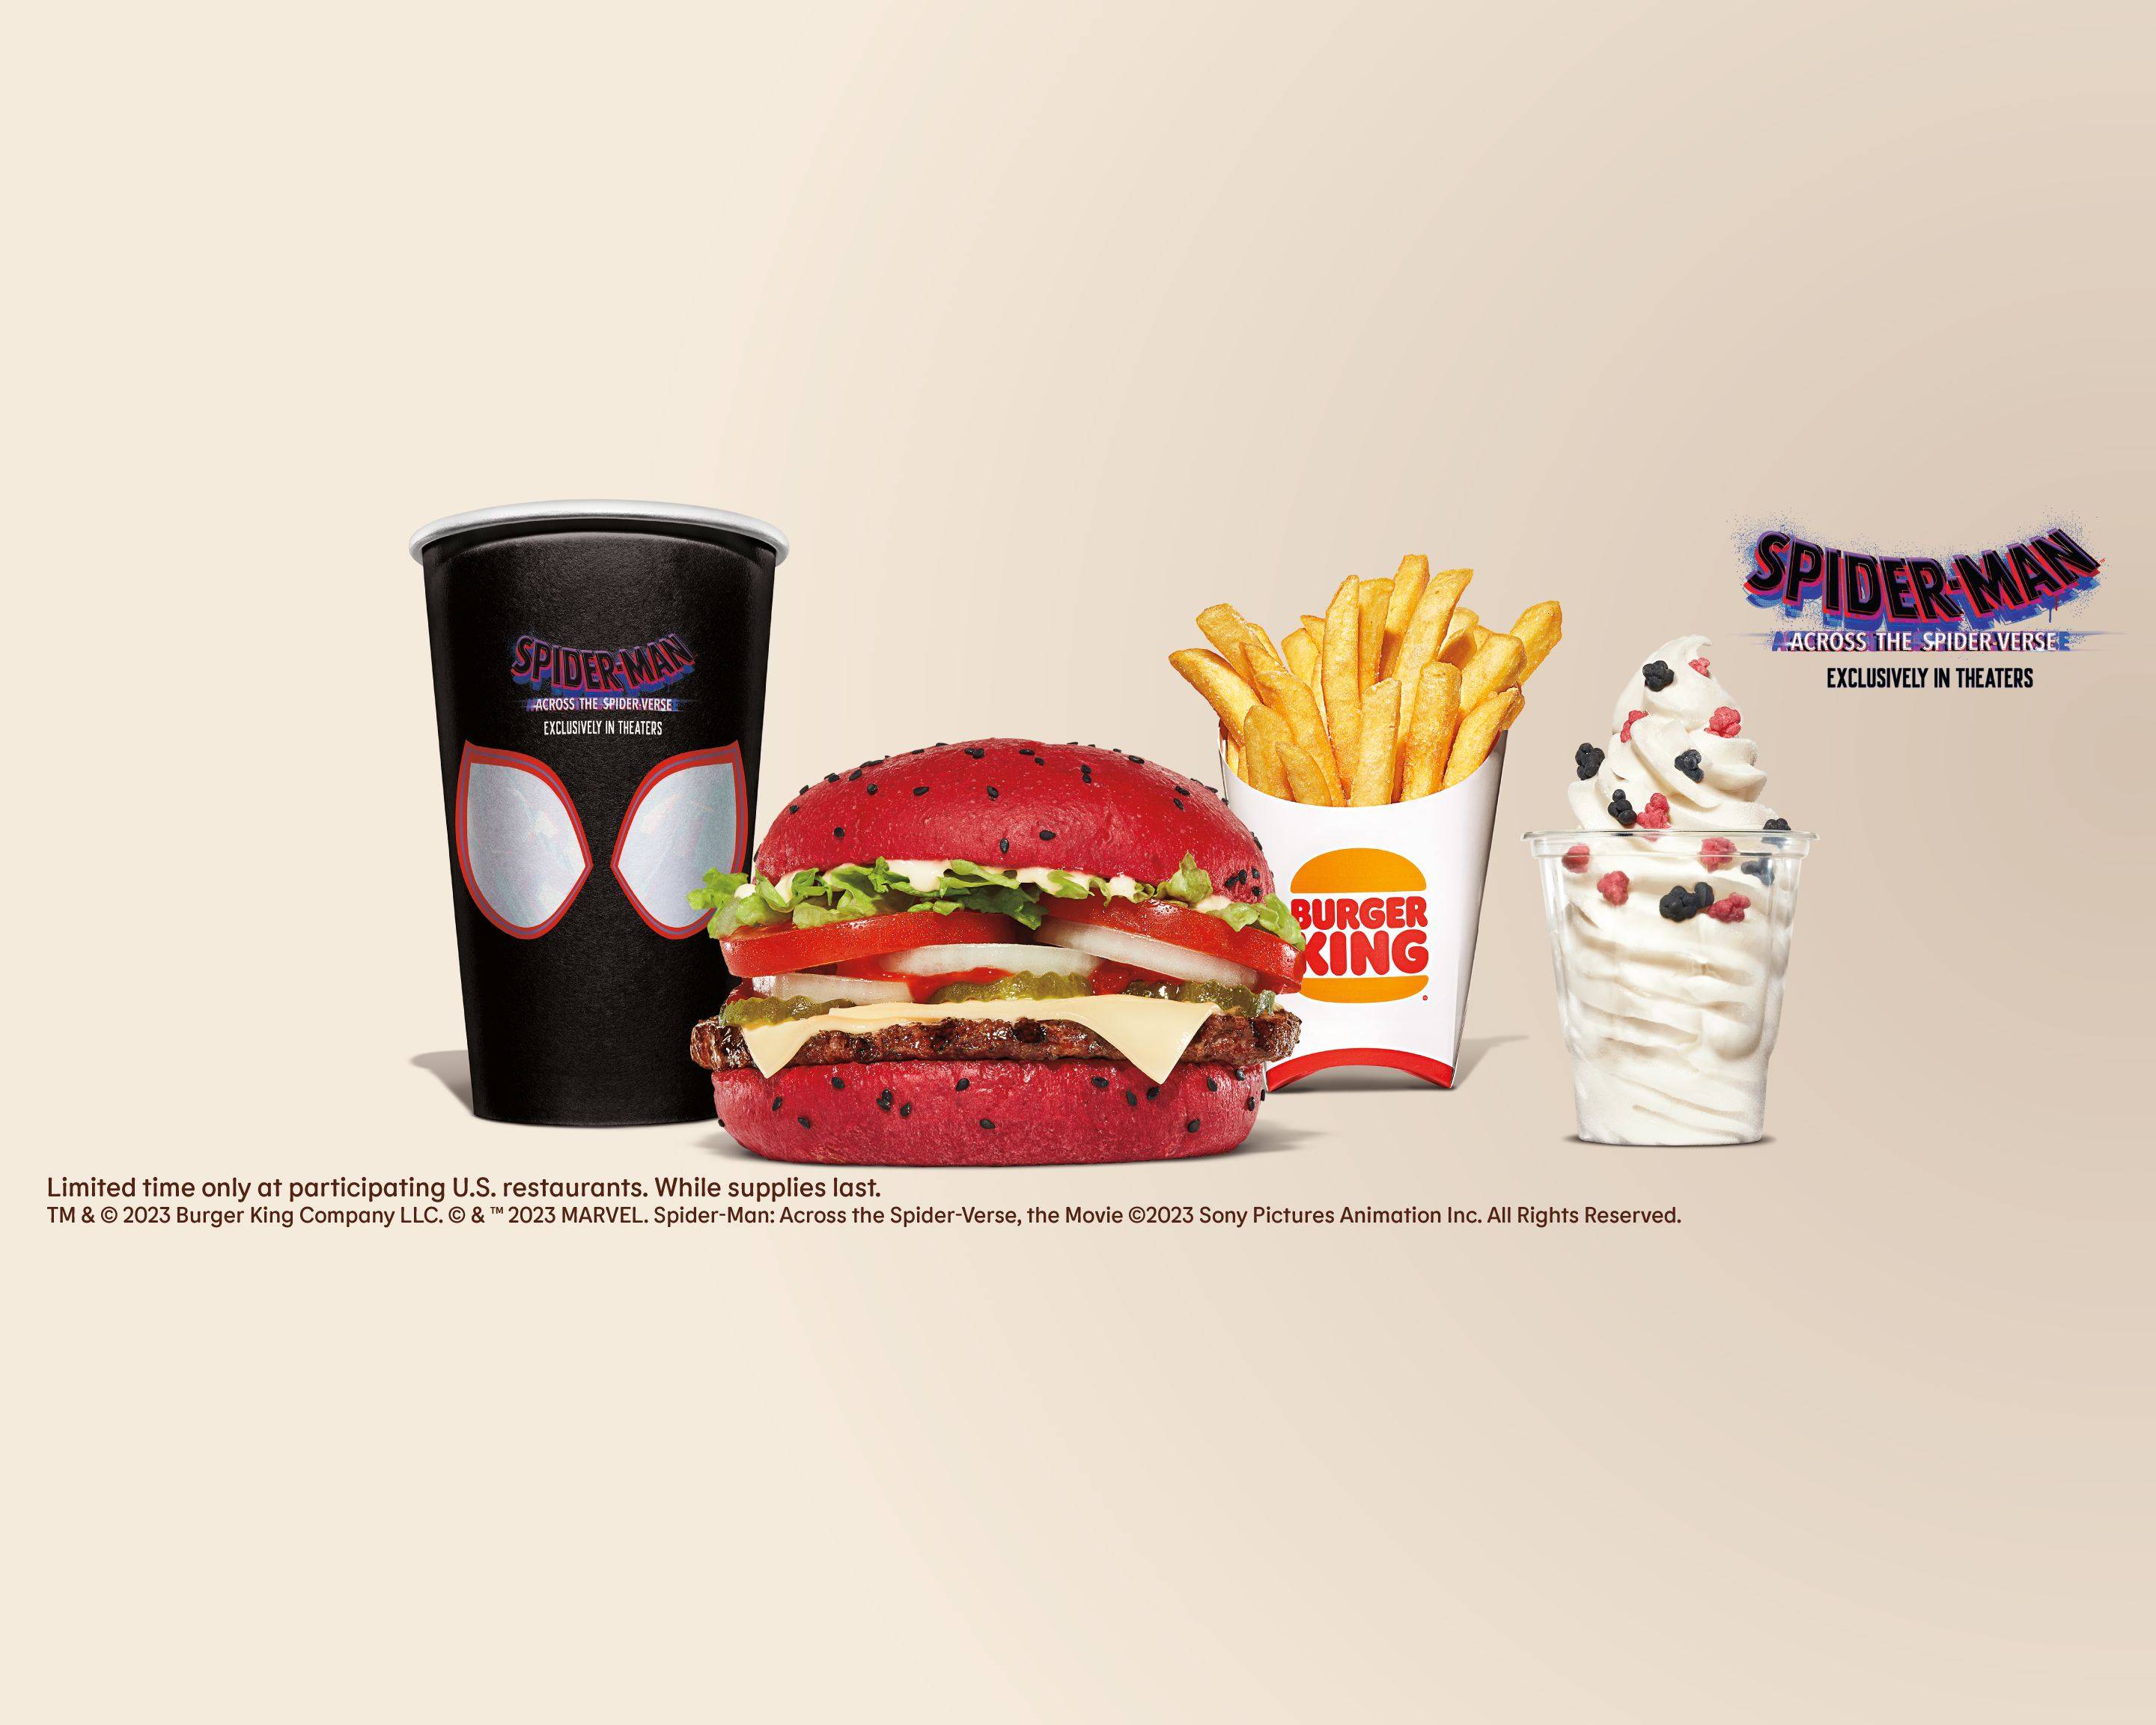 SPIDER-MAN
ACROSS THE SPIDER-VERSE
EXCLUSIVELY IN THEATERS
SPIDER-MAN
ACROSS THE SPIDER-VERSE
EXCLUSIVELY IN THEATERS
BURGER
KING
Limited time only at participating U.S. restaurants. While supplies last.
TM & © 2023 Burger King Company LLC. © & ™ 2023 MARVEL. Spider-Man: Across the Spider-Verse, the Movie ©2023 Sony Pictures Animation Inc. All Rights Reserved.